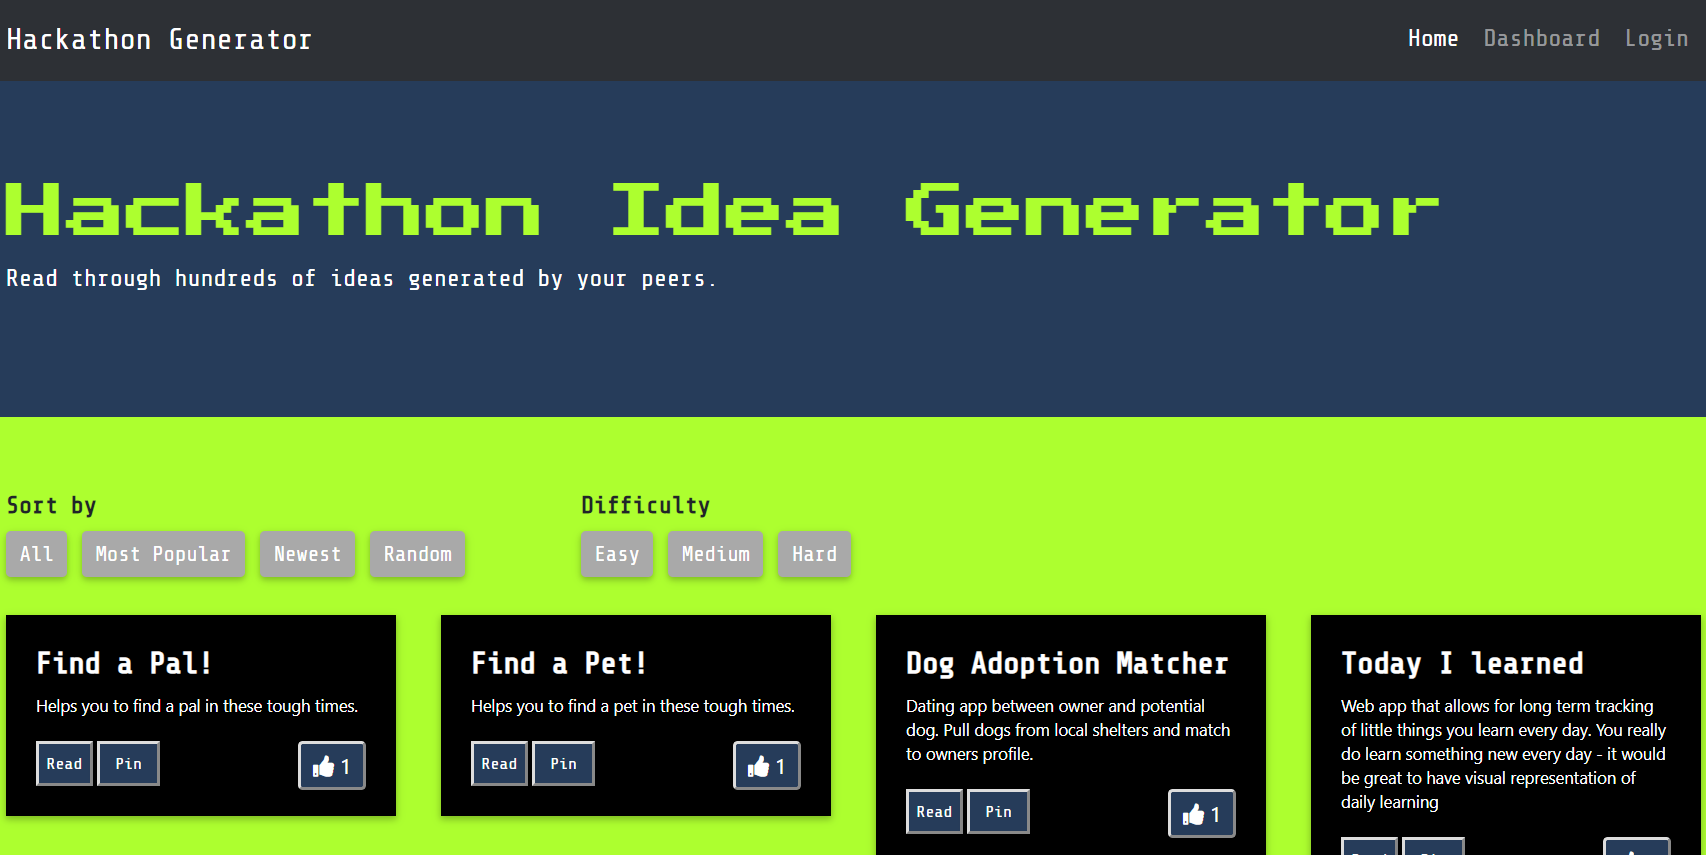 Hackathon Generator
Home Dashboard Login
Hackathon Idea Generator
Read through hundreds of ideas generated by your peers.
Sort by
All Most Popular Newest Random
Difficulty
Easy Medium Hard
Find a Pal!
Helps you to find a pal in these tough times.
Read Pin 1
Find a Pet!
Helps you to find a pet in these tough times.
Read Pin 1
Dog Adoption Matcher
Dating app between owner and potential
dog. Pull dogs from local shelters and match
to owners profile.
Read Pin 1
Today I learned
Web app that allows for long term tracking
of little things you learn every day. You really
do learn something new every day - it would
be great to have visual representation of
daily learning